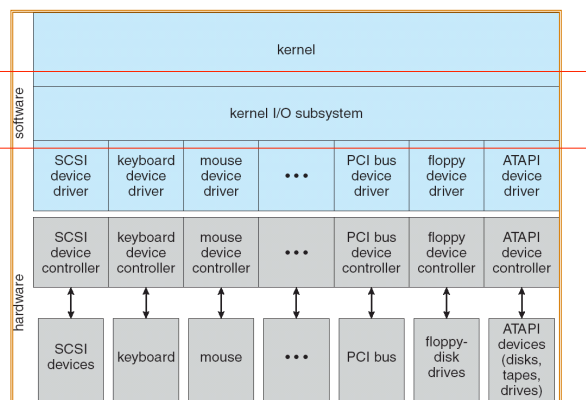 kernel
software
kernel I/O subsystem
SCSI
device
driver
keyboard
device
driver
mouse
device
driver
•••
PCI bus
device
driver
floppy
device
driver
ATAPI
device
driver
hardware
SCSI
device
controller
keyboard
device
controller
mouse
device
controller
•••
PCI bus
device
controller
floppy
device
controller
ATAPI
device
controller
SCSI
devices
keyboard
mouse
•••
PCI bus
floppy-
disk
drives
ATAPI
devices
(disks,
tapes,
drives)